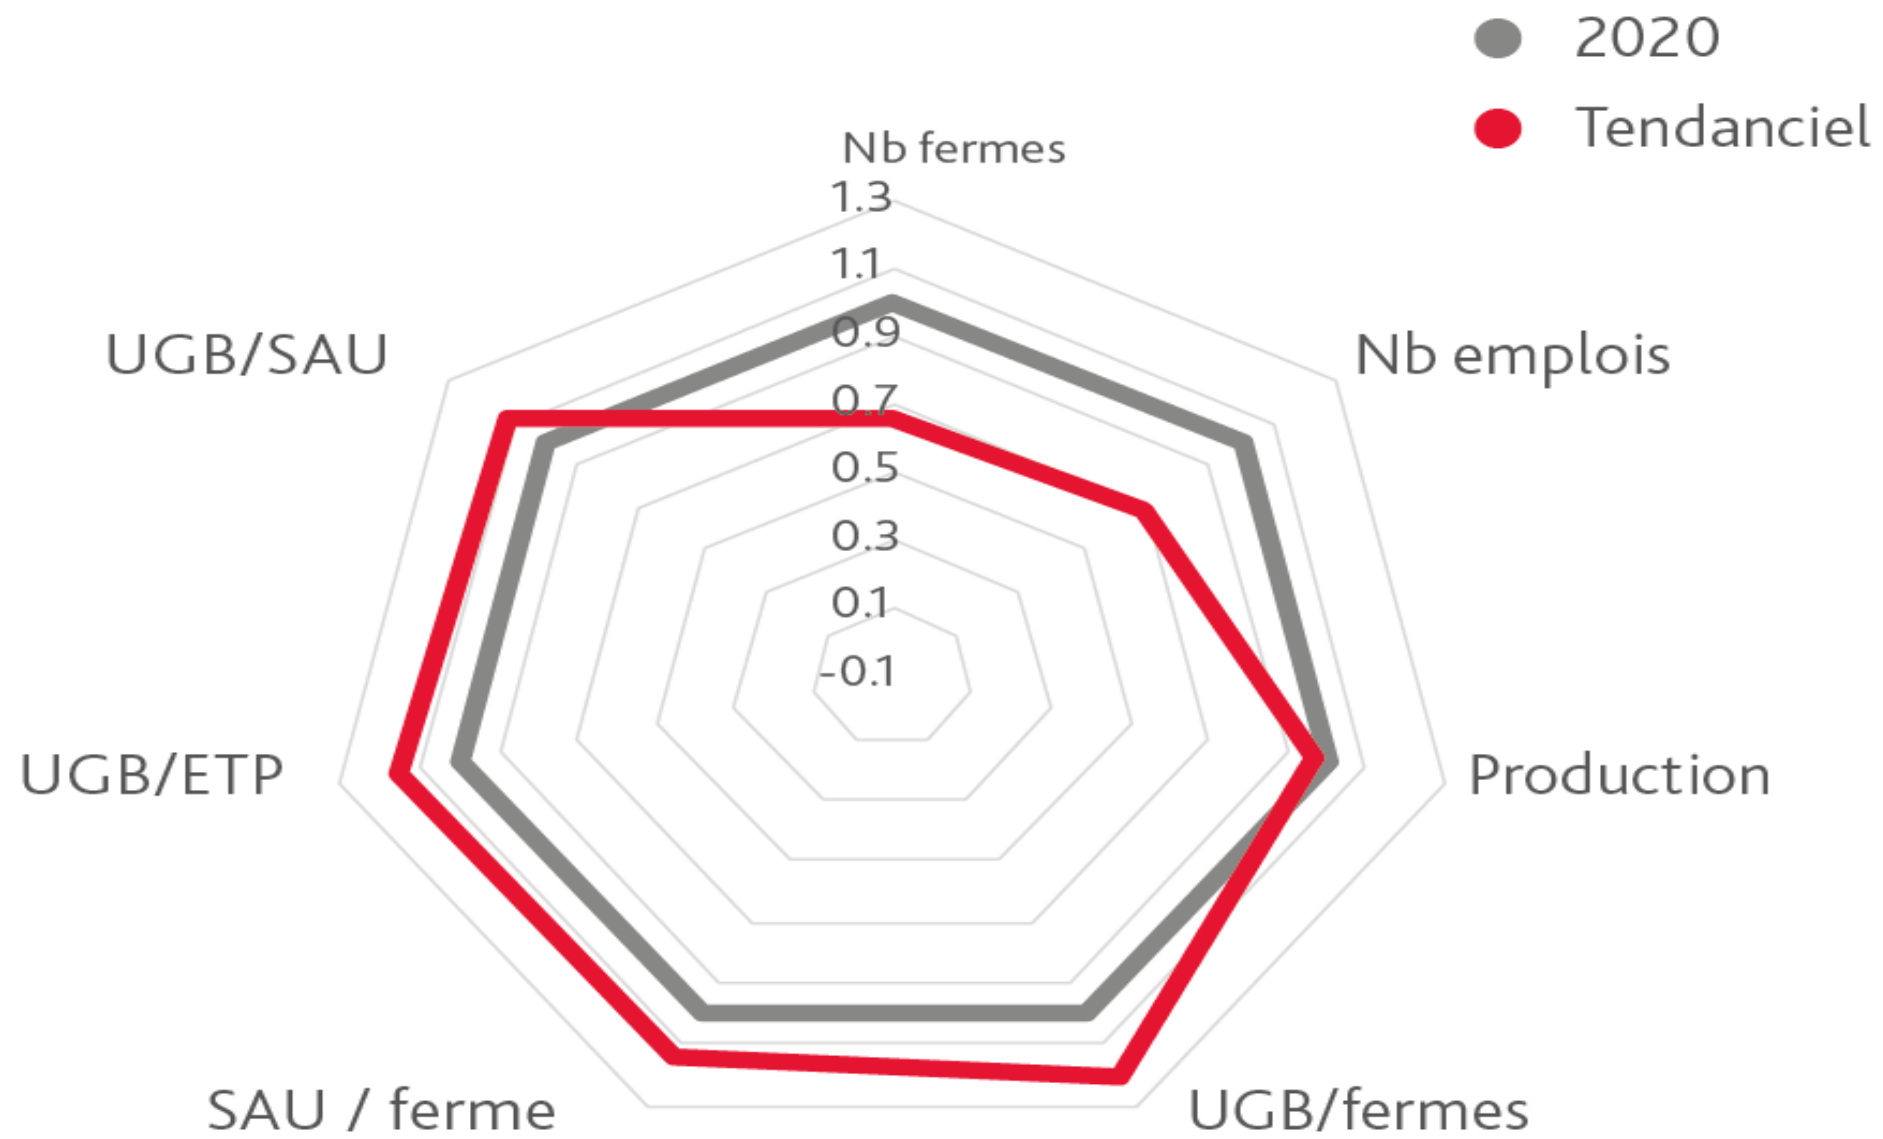 2020
Tendanciel
Nb fermes
1.3
1.1
0.9
0.7
0.5
0.3
0.1
-0.1
UGB/SAU
Nb emplois
UGB/ETP
Production
SAU / ferme
UGB/fermes